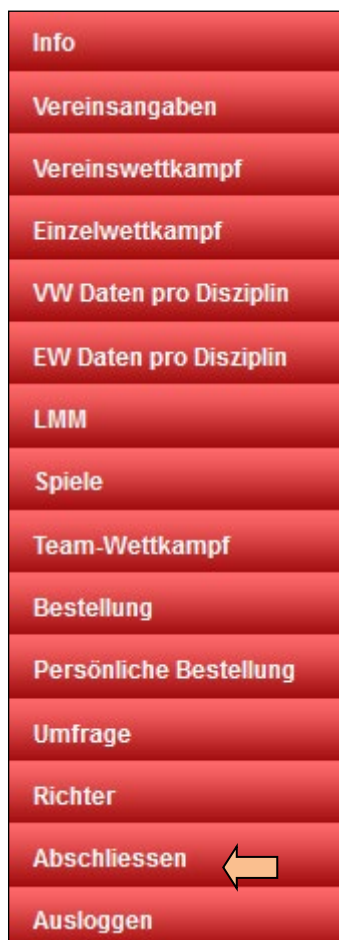 Info
Vereinsangaben
Vereinswettkampf
Einzelwettkampf
VW Daten pro Disziplin
EW Daten pro Disziplin
LMM
Spiele
Team-Wettkampf
Bestellung
Persönliche Bestellung
Umfrage
Richter
Abschliessen
Ausloggen